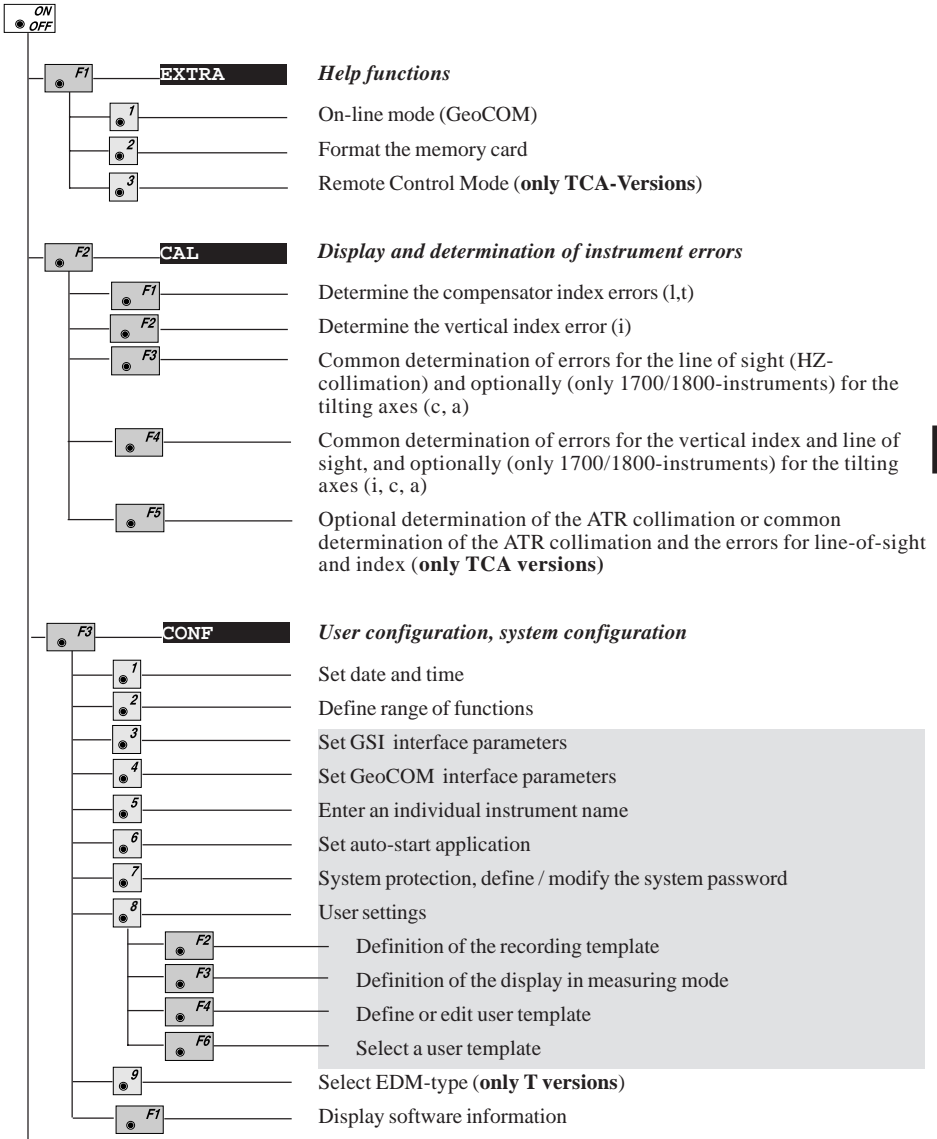 ON
OFF
F1 EXTRA Help functions
1 On-line mode (GeoCOM)
2 Format the memory card
3 Remote Control Mode (only TCA-Versions)
F2 CAL Display and determination of instrument errors
F1 Determine the compensator index errors (l,t)
F2 Determine the vertical index error (i)
F3 Common determination of errors for the line of sight (HZ-
collimation) and optionally (only 1700/1800-instruments) for the
tilting axes (c, a)
F4 Common determination of errors for the vertical index and line of
sight, and optionally (only 1700/1800-instruments) for the tilting
axes (i, c, a)
F5 Optional determination of the ATR collimation or common
determination of the ATR collimation and the errors for line-of-sight
and index (only TCA versions)
F3 CONF User configuration, system configuration
1 Set date and time
2 Define range of functions
3 Set GSI interface parameters
4 Set GeoCOM interface parameters
5 Enter an individual instrument name
6 Set auto-start application
7 System protection, define / modify the system password
8 User settings
F2 Definition of the recording template
F3 Definition of the display in measuring mode
F4 Define or edit user template
F6 Select a user template
9 Select EDM-type (only T versions)
F1 Display software information